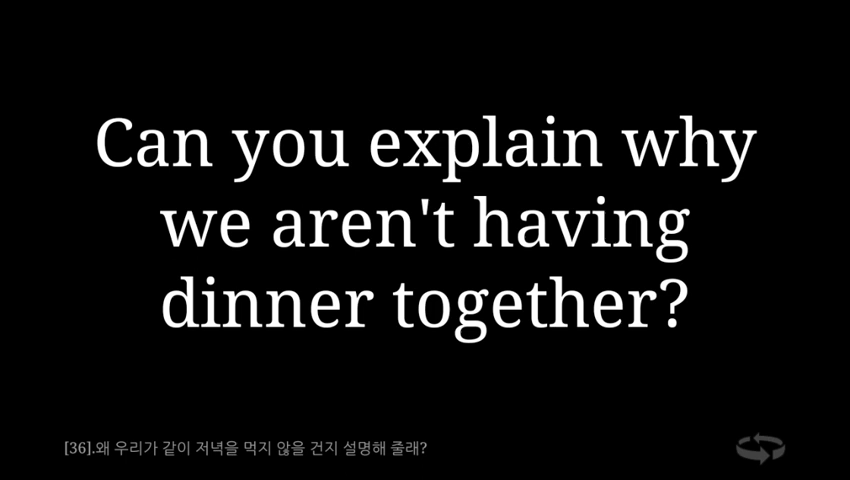 Can you explain why
we aren't having
dinner together?
[36].왜 우리가 같이 저녁을 먹지 않을 건지 설명해 줄래?